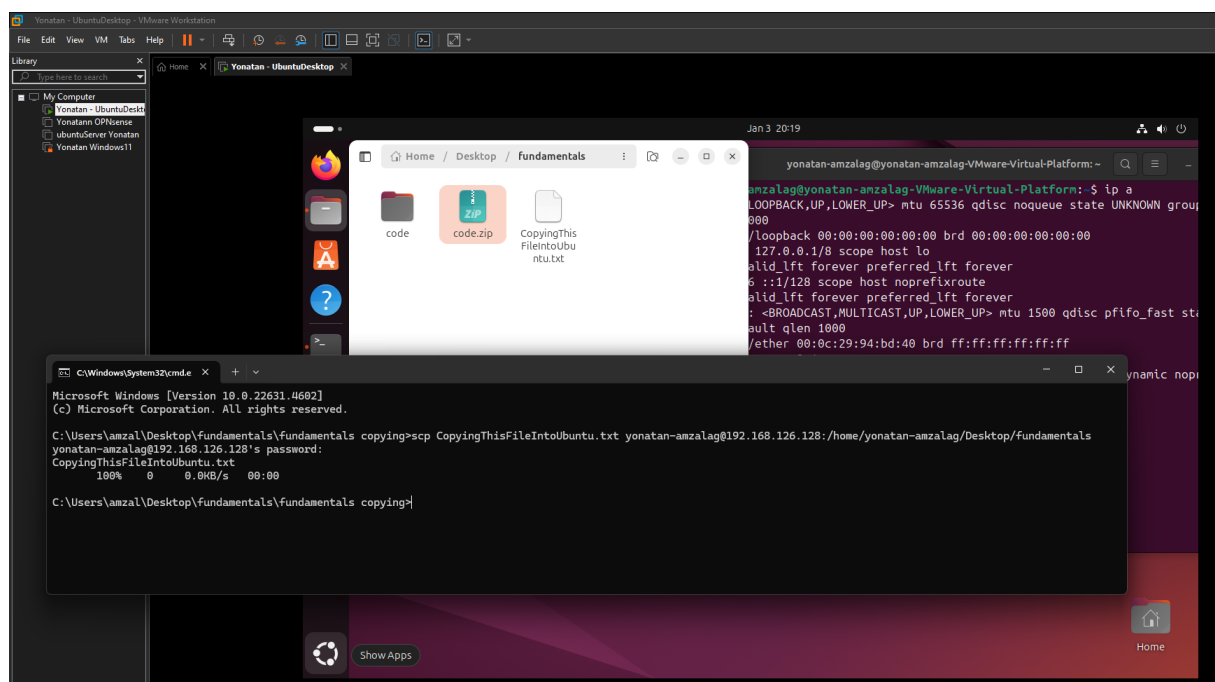 Yonatan - UbuntuDesktop - VMware Workstation
File Edit View VM Tabs Help
Library
Type here to search
Home
Yonatan - UbuntuDesktop
My Computer
Yonatan - UbuntuDeskt
Yonatann OPNsense
ubuntuServer Yonatan
Yonatan Windows11
Jan 3 20:19
Home / Desktop / fundamentals
code
code.zip
ZIP
CopyingThis
FileIntoUbu
ntu.txt
yonatan-amzalag@yonatan-amzalag-VMware-Virtual-Platform: ~
amzalag@yonatan-amzalag-VMware-Virtual-Platform:~$ ip a
LOOPBACK,UP,LOWER_UP> mtu 65536 qdisc noqueue state UNKNOWN grou
000
/loopback 00:00:00:00:00:00 brd 00:00:00:00:00:00
127.0.0.1/8 scope host lo
alid_lft forever preferred_lft forever
6 ::1/128 scope host noprefixroute
alid_lft forever preferred_lft forever
: <BROADCAST,MULTICAST,UP,LOWER_UP> mtu 1500 qdisc pfifo_fast sta
ault qlen 1000
/ether 00:0c:29:94:bd:40 brd ff:ff:ff:ff:ff:ff
ynamic nopr
C:\Windows\System32\cmd.e
Microsoft Windows [Version 10.0.22631.4602]
(c) Microsoft Corporation. All rights reserved.
C:\Users\amzal\Desktop\fundamentals\fundamentals copying>scp CopyingThisFileIntoUbuntu.txt yonatan-amzalag@192.168.126.128:/home/yonatan-amzalag/Desktop/fundamentals
yonatan-amzalag@192.168.126.128's password:
CopyingThisFileIntoUbuntu.txt
100% 0 0.0KB/s 00:00
C:\Users\amzal\Desktop\fundamentals\fundamentals copying>
Show Apps
Home